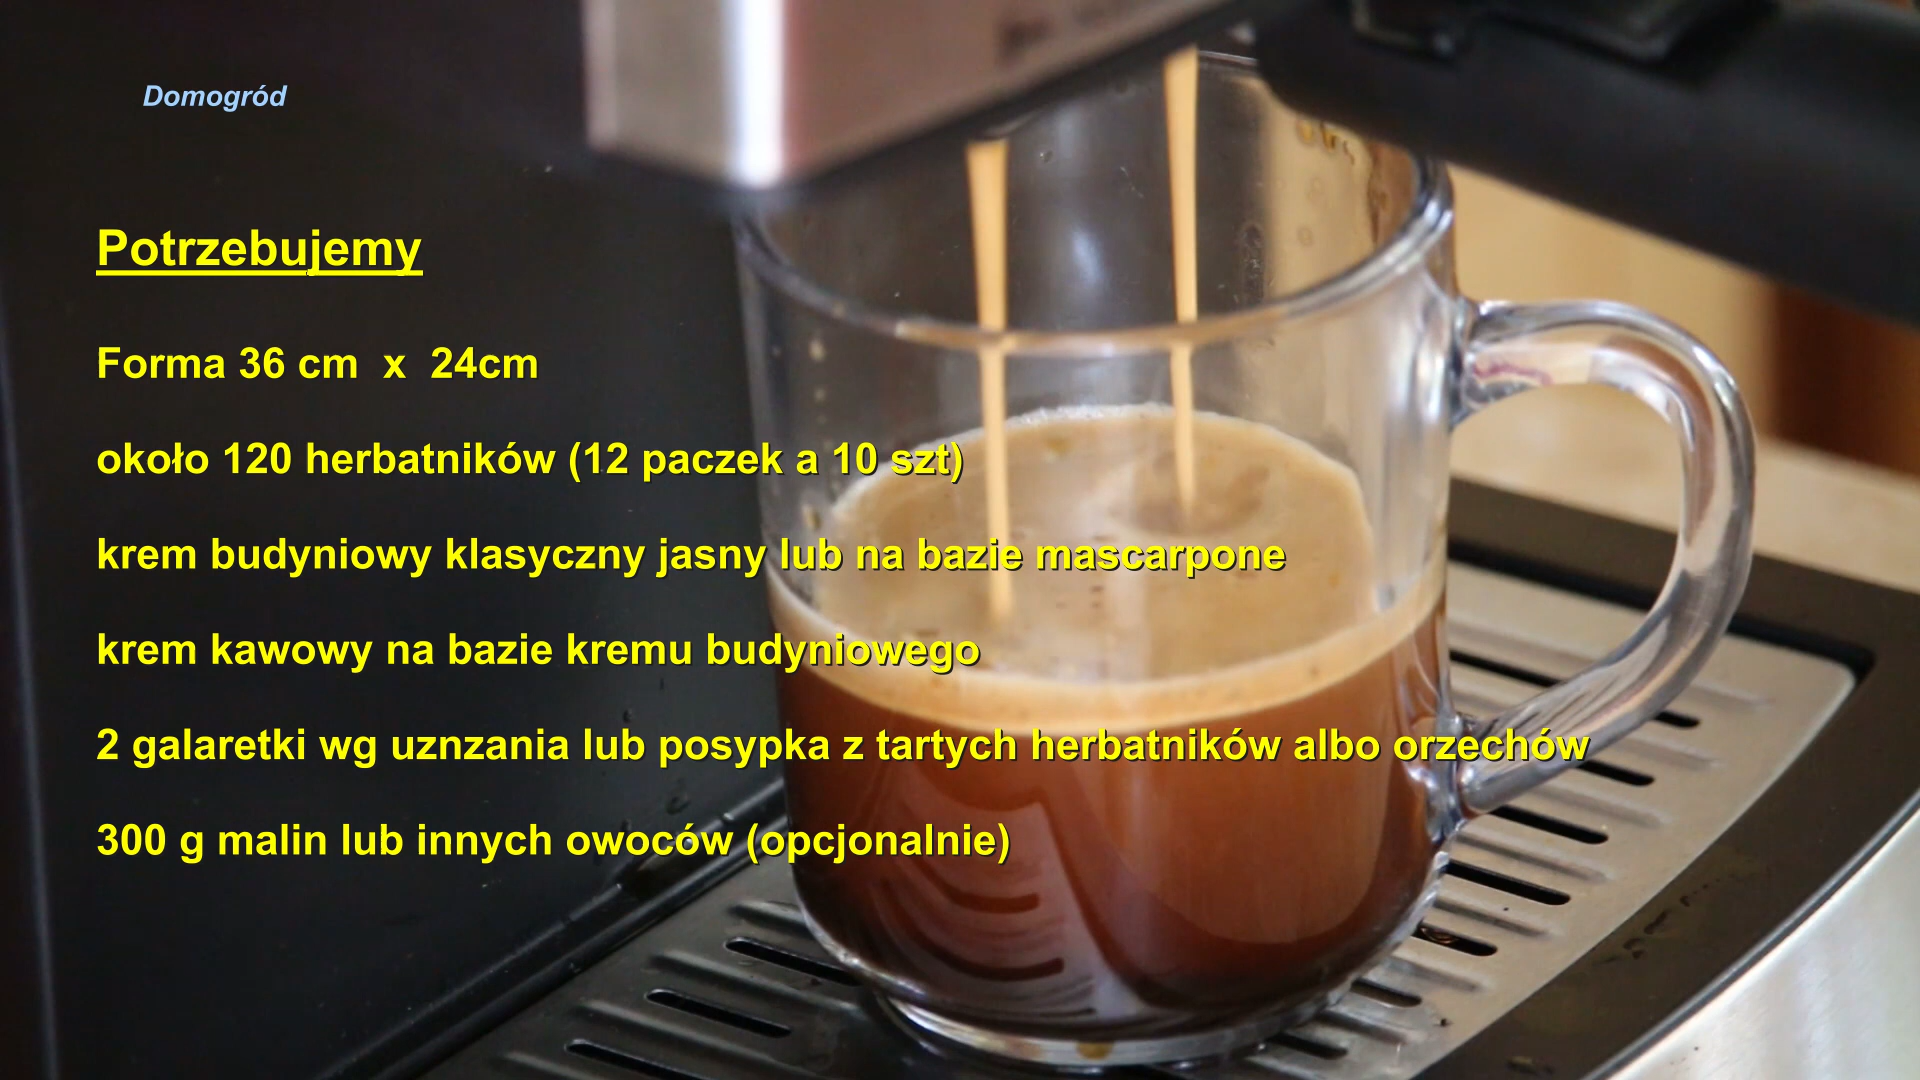 Domogród
Potrzebujemy
Forma 36 cm x 24cm
około 120 herbatników (12 paczek a 10 szt)
krem budyniowy klasyczny jasny lub na bazie mascarpone
krem kawowy na bazie kremu budyniowego
2 galaretki wg uznzania lub posypka z tartych herbatników albo orzechów
300 g malin lub innych owoców (opcjonalnie)